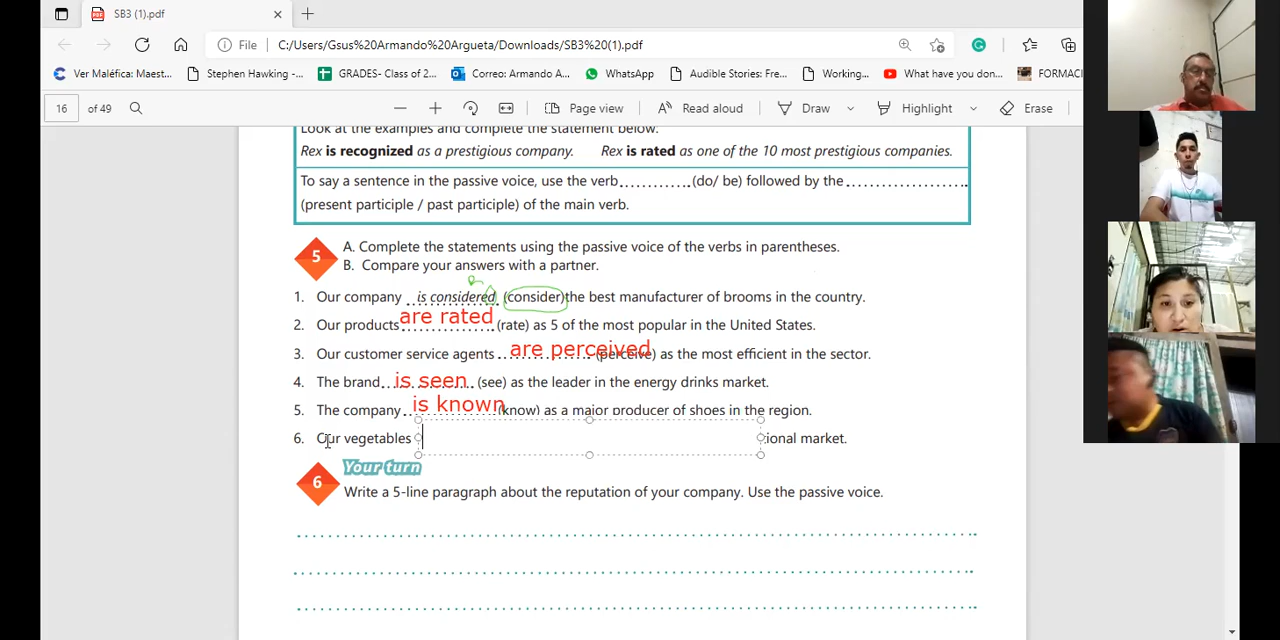 SB3 (1).pdf
File C:/Users/Gsus%20Armando%20Argueta/Downloads/SB3%20(1).pdf
Ver Maléfica: Maest... Stephen Hawking -... GRADES- Class of 2... Correo: Armando A... WhatsApp Audible Stories: Fre... Working... What have you don... FORMACI
16 of 49 Page view Read aloud Draw Highlight Erase
Look at the examples and complete the statement below:
Rex is recognized as a prestigious company. Rex is rated as one of the 10 most prestigious companies.
To say a sentence in the passive voice, use the verb............(do/ be) followed by the.....................
(present participle / past participle) of the main verb.
5 A. Complete the statements using the passive voice of the verbs in parentheses.
B. Compare your answers with a partner.
1. Our company ..is considered. (consider)the best manufacturer of brooms in the country.
are rated
2. Our products................(rate) as 5 of the most popular in the United States.
are perceived
3. Our customer service agents ................(perceive) as the most efficient in the sector.
4. The brand..is seen.. (see) as the leader in the energy drinks market.
is known
5. The company ................(know) as a major producer of shoes in the region.
6. Our vegetables ional market.
Your turn
6 Write a 5-line paragraph about the reputation of your company. Use the passive voice.